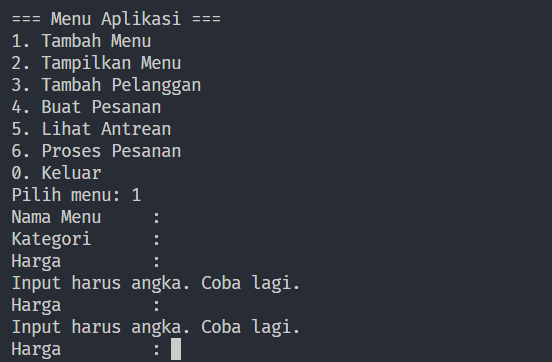 === Menu Aplikasi ===
1. Tambah Menu
2. Tampilkan Menu
3. Tambah Pelanggan
4. Buat Pesanan
5. Lihat Antrean
6. Proses Pesanan
0. Keluar
Pilih menu: 1
Nama Menu     :
Kategori      :
Harga         :
Input harus angka. Coba lagi.
Harga         :
Input harus angka. Coba lagi.
Harga         :